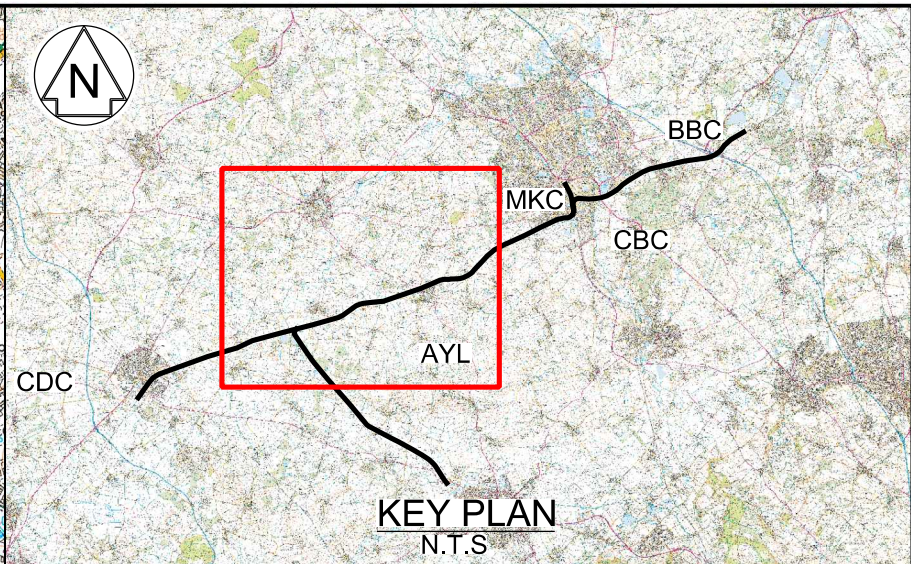 N
BBC
MKC
CBC
AYL
CDC
KEY PLAN
N.T.S